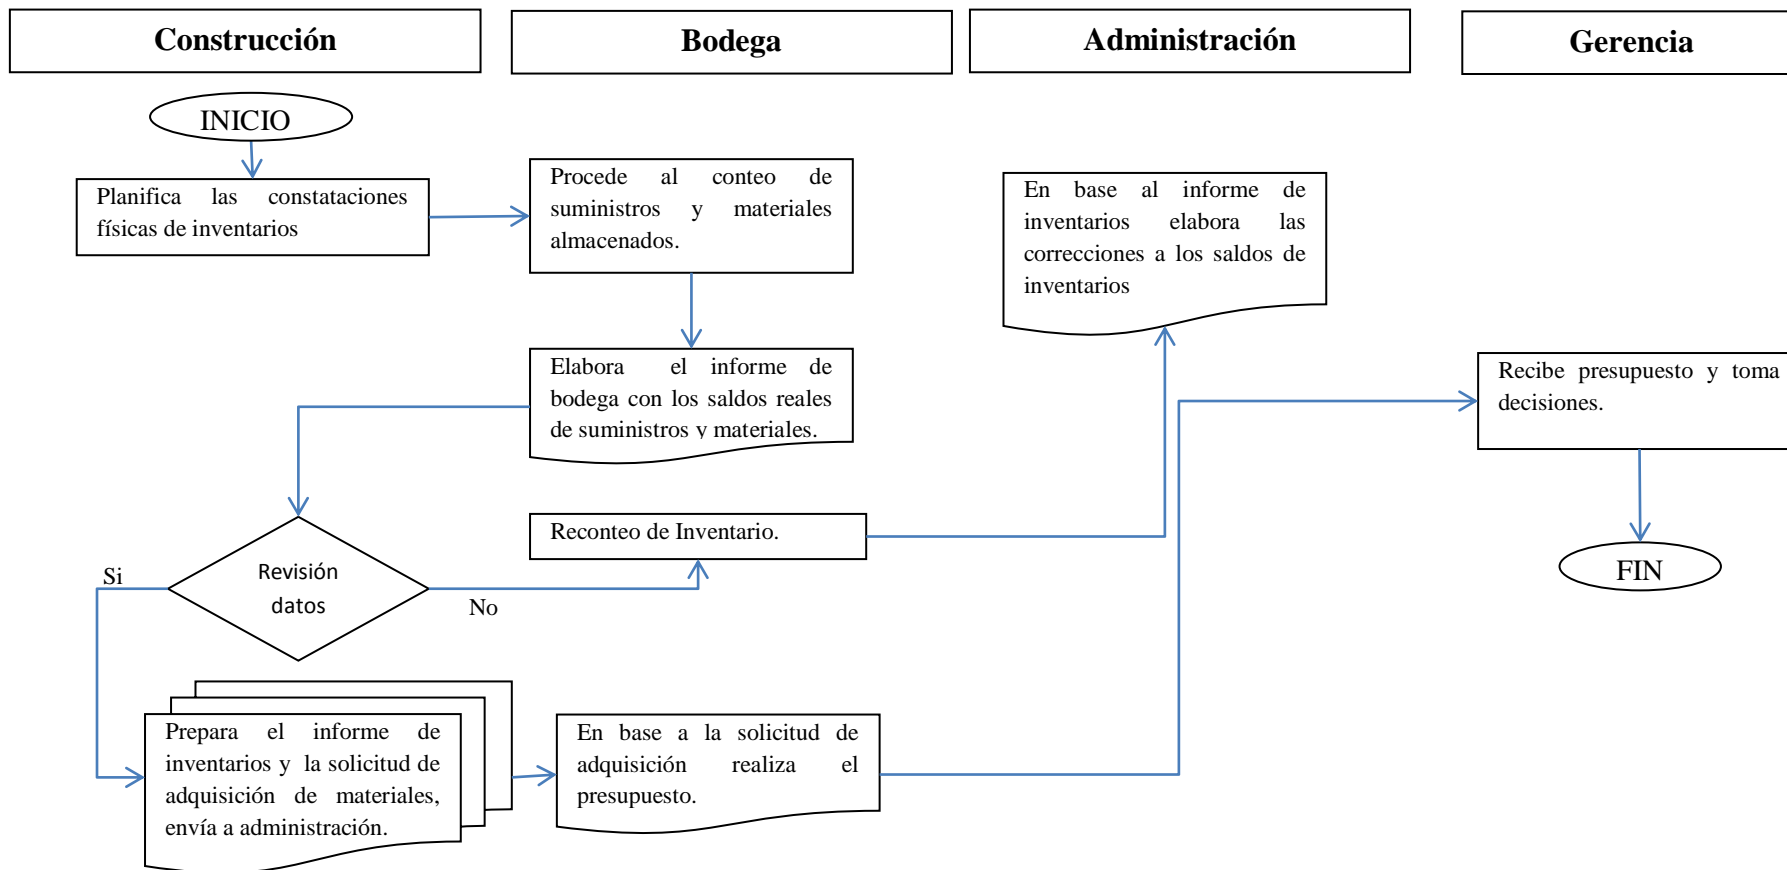 Construcción
Bodega
Administración
Gerencia
INICIO
Planifica las constataciones
físicas de inventarios
Procede al conteo de
suministros y materiales
almacenados.
En base al informe de
inventarios elabora las
correcciones a los saldos de
inventarios
Elabora el informe de
bodega con los saldos reales
de suministros y materiales.
Recibe presupuesto y toma
decisiones.
Reconteo de Inventario.
Revisión
datos
Si
No
FIN
Prepara el informe de
inventarios y la solicitud de
adquisición de materiales,
envía a administración.
En base a la solicitud de
adquisición realiza el
presupuesto.